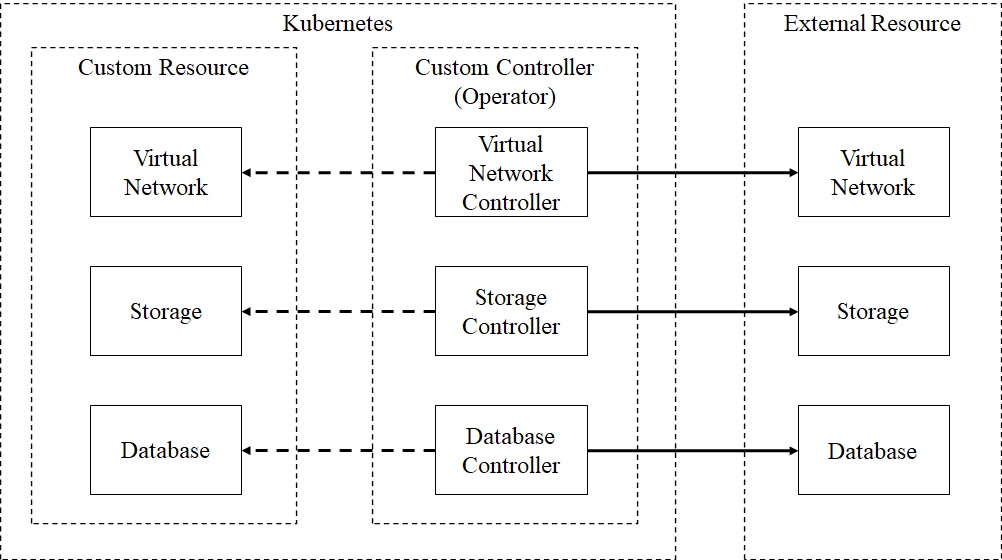 Kubernetes
External Resource
Custom Resource
Custom Controller
(Operator)
Virtual
Network
Virtual
Network
Controller
Virtual
Network
Storage
Storage
Controller
Storage
Database
Database
Controller
Database